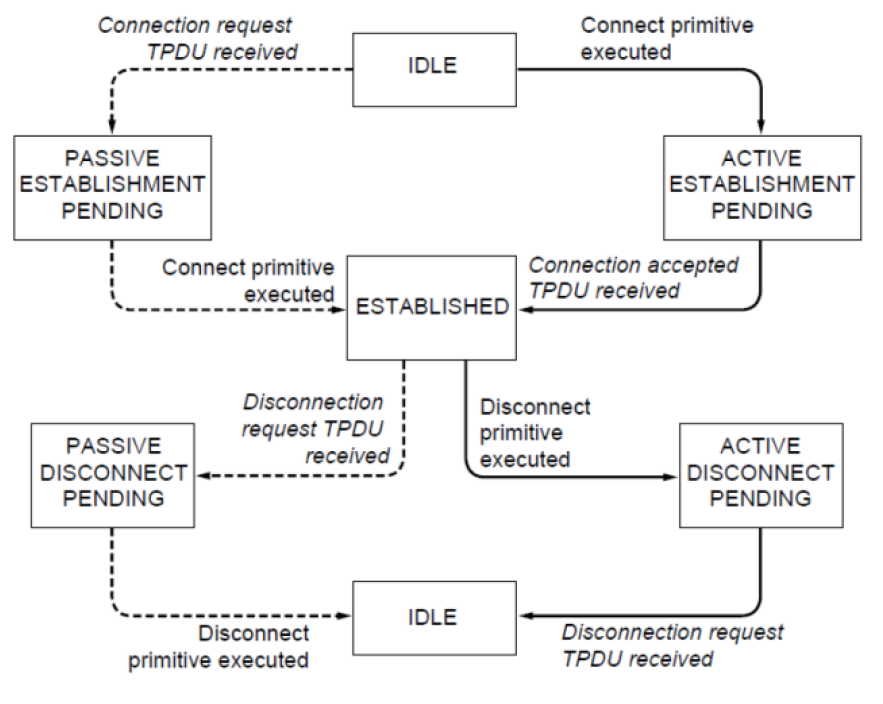 Connection request
TPDU received
IDLE
Connect primitive
executed
PASSIVE
ESTABLISHMENT
PENDING
ACTIVE
ESTABLISHMENT
PENDING
Connect primitive
executed
ESTABLISHED
Connection accepted
TPDU received
Disconnection
request TPDU
received
Disconnect
primitive
executed
PASSIVE
DISCONNECT
PENDING
ACTIVE
DISCONNECT
PENDING
Disconnect
primitive executed
IDLE
Disconnection request
TPDU received